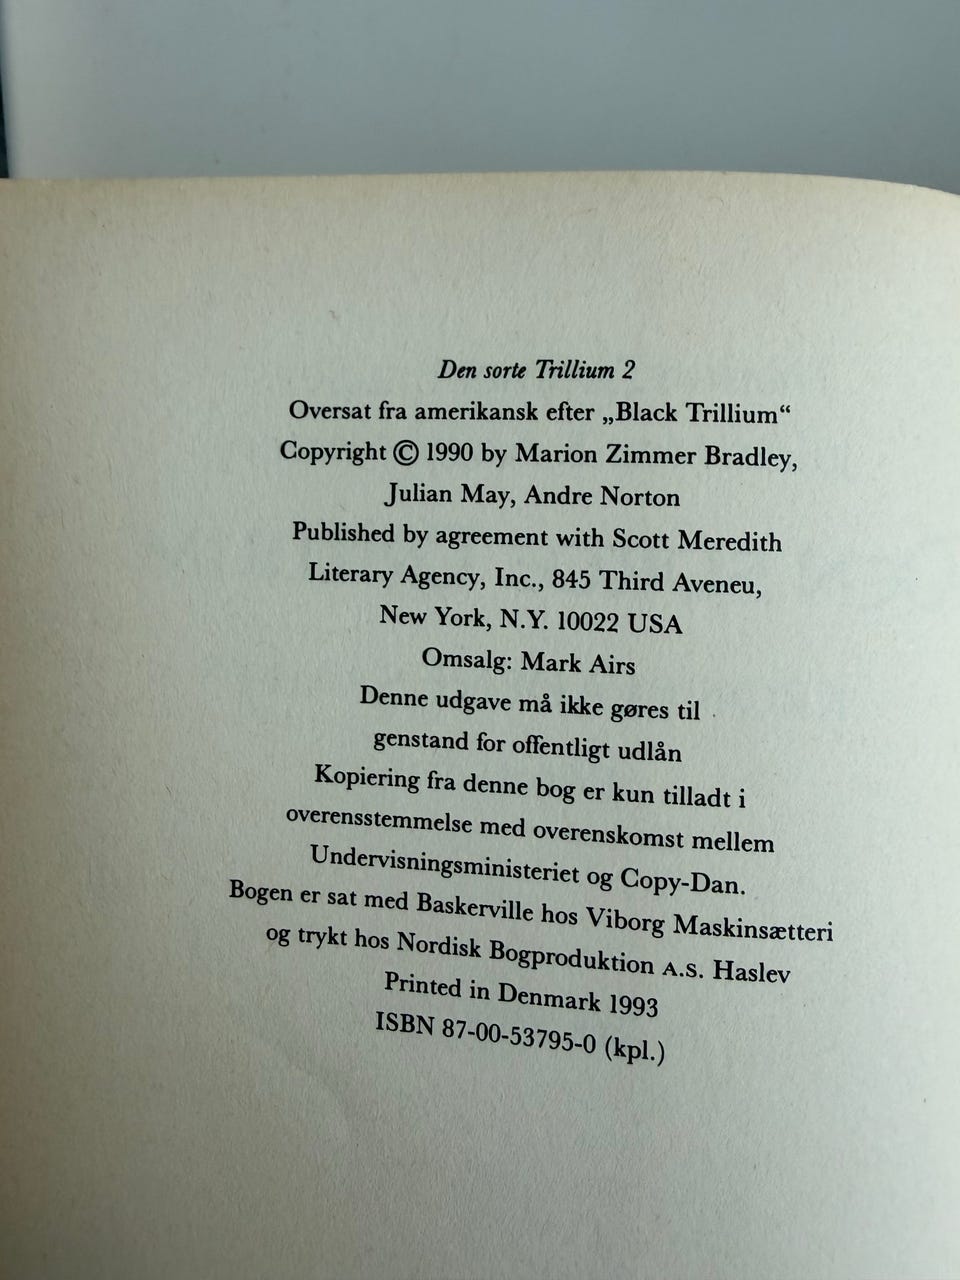 Den sorte Trillium 2
Oversat fra amerikansk efter „Black Trillium“
Copyright © 1990 by Marion Zimmer Bradley,
Julian May, Andre Norton
Published by agreement with Scott Meredith
Literary Agency, Inc., 845 Third Aveneu,
New York, N.Y. 10022 USA
Omsalg: Mark Airs
Denne udgave må ikke gøres til
genstand for offentligt udlån
Kopiering fra denne bog er kun tilladt i
overensstemmelse med overenskomst mellem
Undervisningsministeriet og Copy-Dan.
Bogen er sat med Baskerville hos Viborg Maskinsætteri
og trykt hos Nordisk Bogproduktion A.S. Haslev
Printed in Denmark 1993
ISBN 87-00-53795-0 (kpl.)